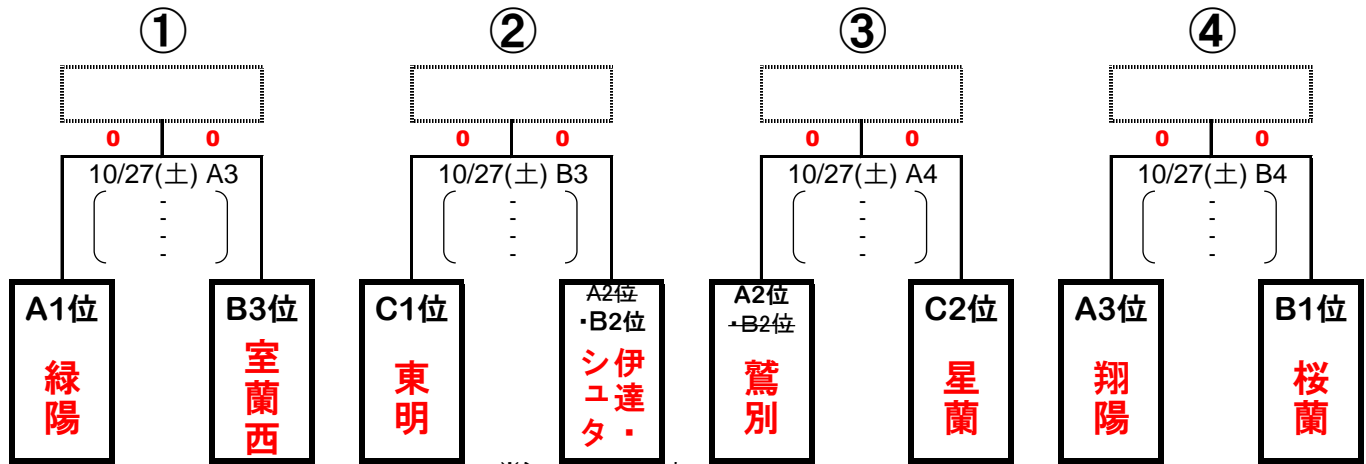 ① ② ③ ④
0 0 0 0 0 0 0 0
10/27(土) A3 10/27(土) B3 10/27(土) A4 10/27(土) B4
- - - -
- - - -
- - - -
A1位 B3位 C1位 A2位 A2位 C2位 A3位 B1位
・B2位 ・B2位
緑陽 室蘭西 東明 伊達・シュタ 鷲別 星蘭 翔陽 桜蘭